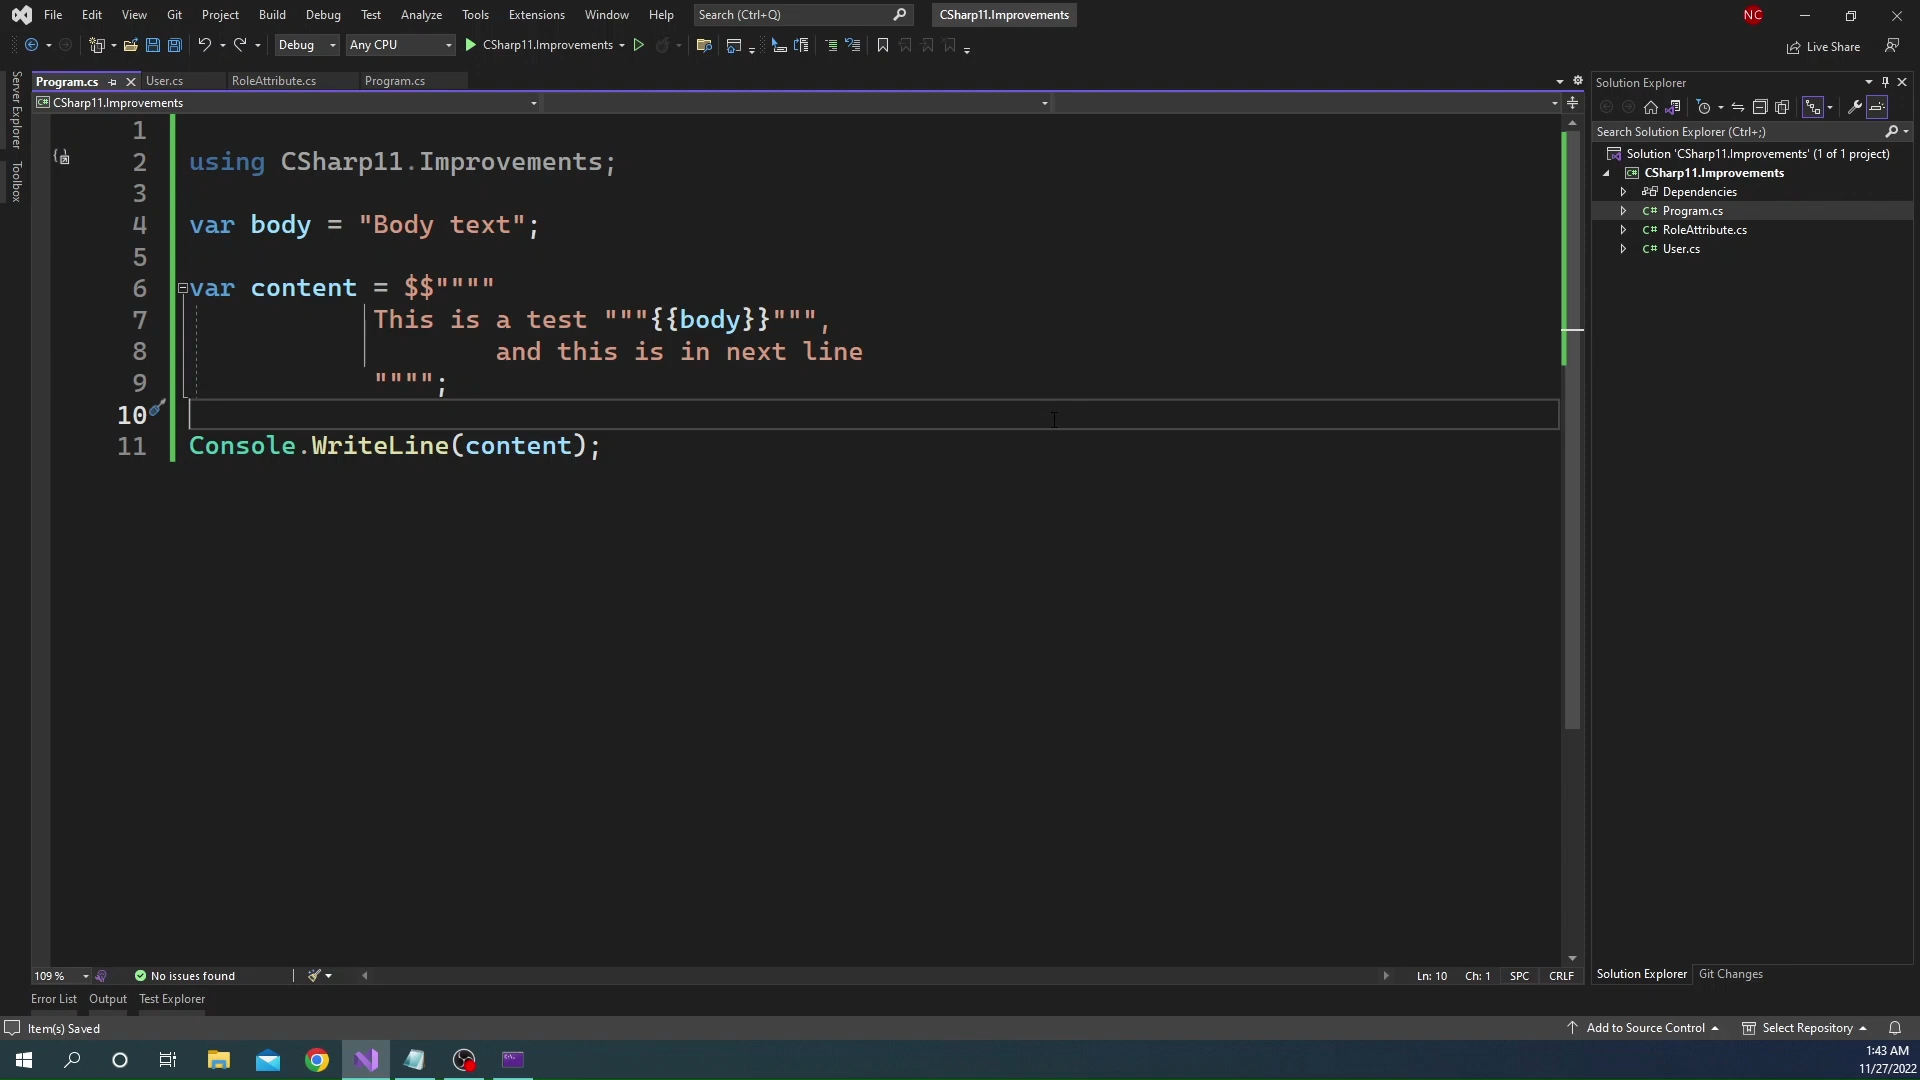 File Edit View Git Project Build Debug Test Analyze Tools Extensions Window Help Search (Ctrl+Q) CSharp11.Improvements NC
Debug Any CPU CSharp11.Improvements Live Share
Server Explorer
Toolbox
Program.cs User.cs RoleAttribute.cs Program.cs
C# CSharp11.Improvements
1
2 using CSharp11.Improvements;
3
4 var body = "Body text";
5
6 var content = $$""""
7 This is a test """{{body}}""",
8 and this is in next line
9 """";
10
11 Console.WriteLine(content);
Solution Explorer
Search Solution Explorer (Ctrl+;)
Solution 'CSharp11.Improvements' (1 of 1 project)
C# CSharp11.Improvements
Dependencies
C# Program.cs
C# RoleAttribute.cs
C# User.cs
109 % No issues found Ln: 10 Ch: 1 SPC CRLF
Solution Explorer Git Changes
Error List Output Test Explorer
Item(s) Saved Add to Source Control Select Repository
1:43 AM
11/27/2022